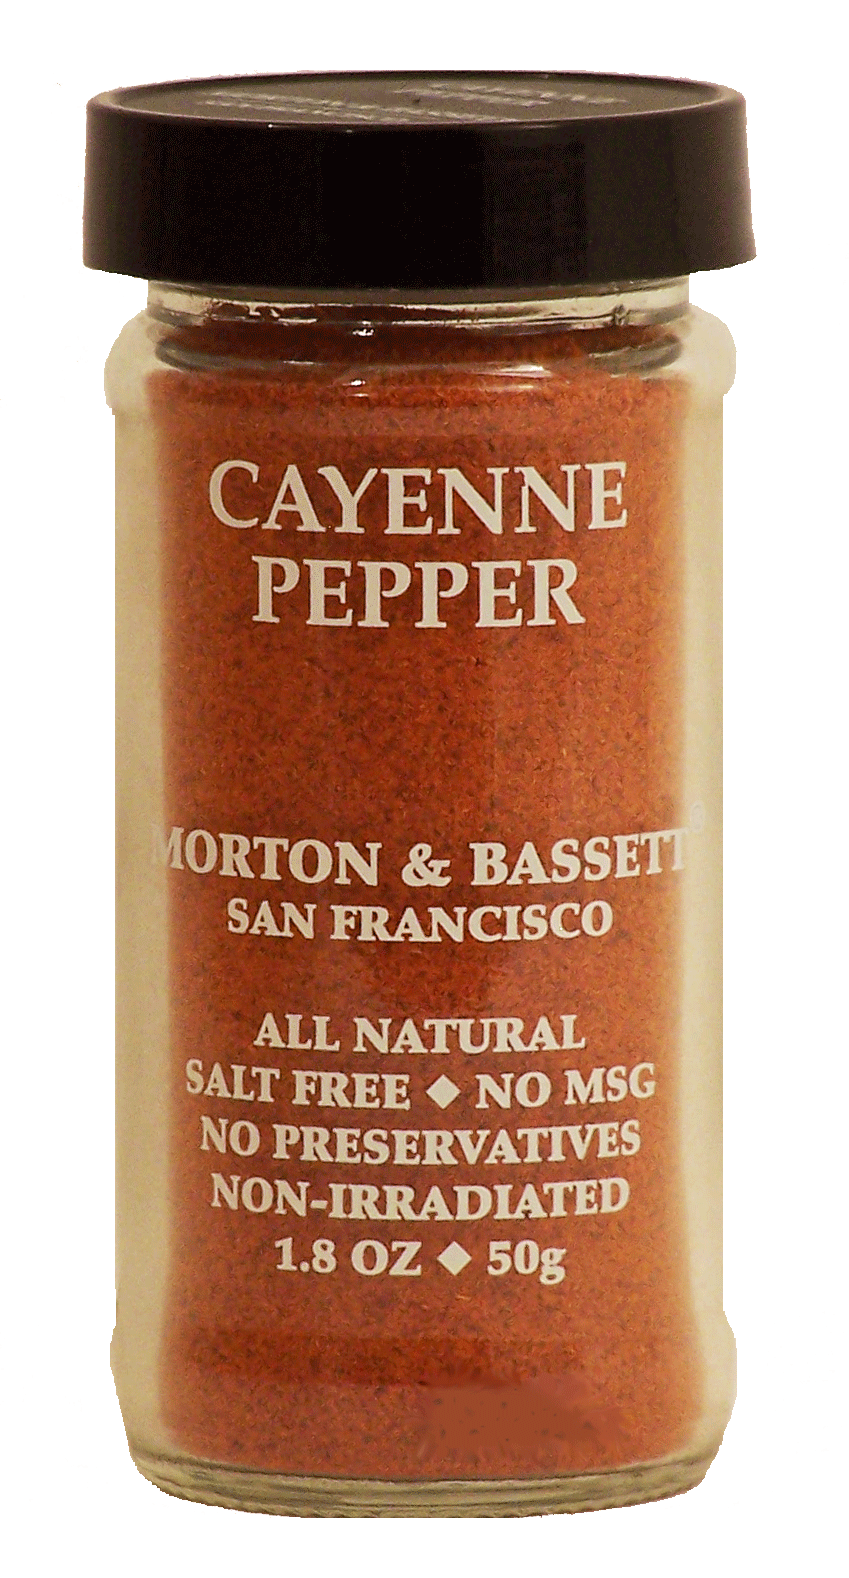 CAYENNE
PEPPER
MORTON & BASSETT®
SAN FRANCISCO
ALL NATURAL
SALT FREE ◆ NO MSG
NO PRESERVATIVES
NON-IRRADIATED
1.8 OZ ◆ 50g